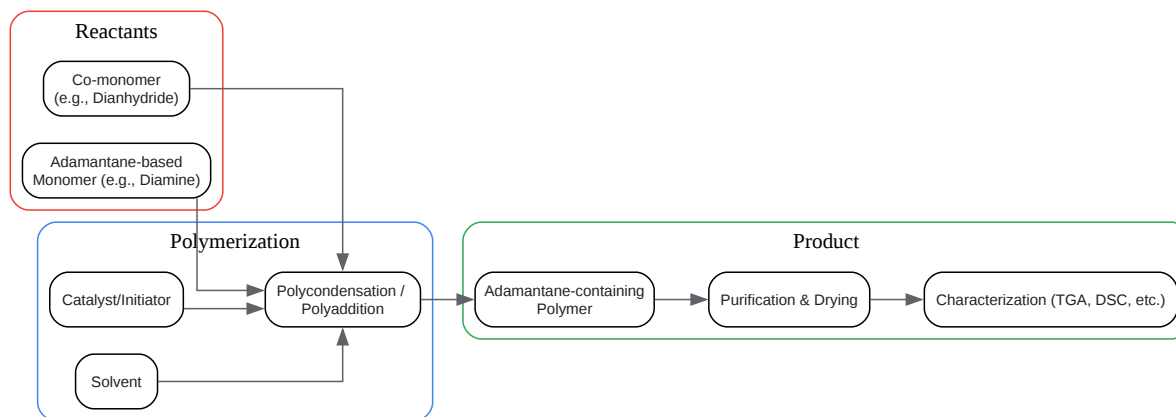 Reactants
Co-monomer
(e.g., Dianhydride)
Adamantane-based
Monomer (e.g., Diamine)
Polymerization
Catalyst/Initiator
Polycondensation /
Polyaddition
Solvent
Product
Adamantane-containing
Polymer
Purification & Drying
Characterization (TGA, DSC, etc.)